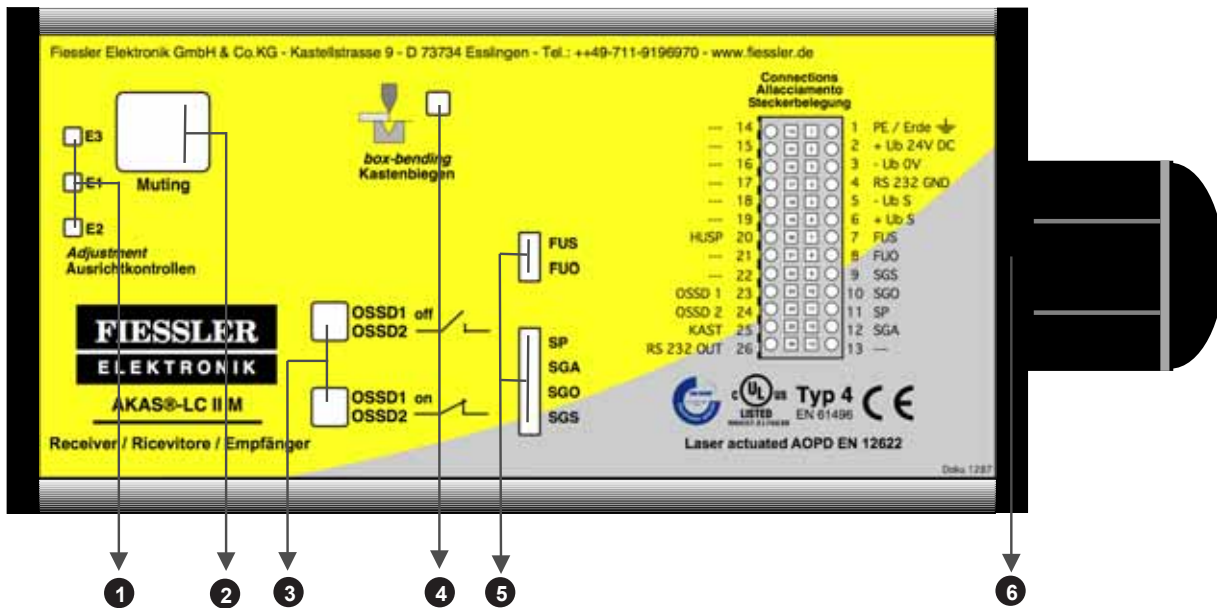 Fiessler Elektronik GmbH & Co.KG - Kastellstrasse 9 - D 73734 Esslingen - Tel.: ++49-711-9196970 - www.fiessler.de
E3
E1
E2
Muting
Adjustment
Ausrichtkontrollen
box-bending
Kastenbiegen
Connections
Allacciamento
Steckerbelegung
--- 14 1 PE / Erde
--- 15 2 + Ub 24V DC
--- 16 3 - Ub 0V
--- 17 4 RS 232 GND
--- 18 5 - Ub S
--- 19 6 + Ub S
HUSP 20 7 FUS
--- 21 8 FUO
--- 22 9 SGS
OSSD 1 23 10 SGO
OSSD 2 24 11 SP
KAST 25 12 SGA
RS 232 OUT 26 13 ---
FUS
FUO
OSSD1 off
OSSD2
OSSD1 on
OSSD2
SP
SGA
SGO
SGS
FIESSLER
ELEKTRONIK
AKAS®-LC II M
Receiver / Ricevitore / Empfänger
c UL us
LISTED
Typ 4
EN 61496
CE
Laser actuated AOPD EN 12622
Doku 1287
1 2 3 4 5 6